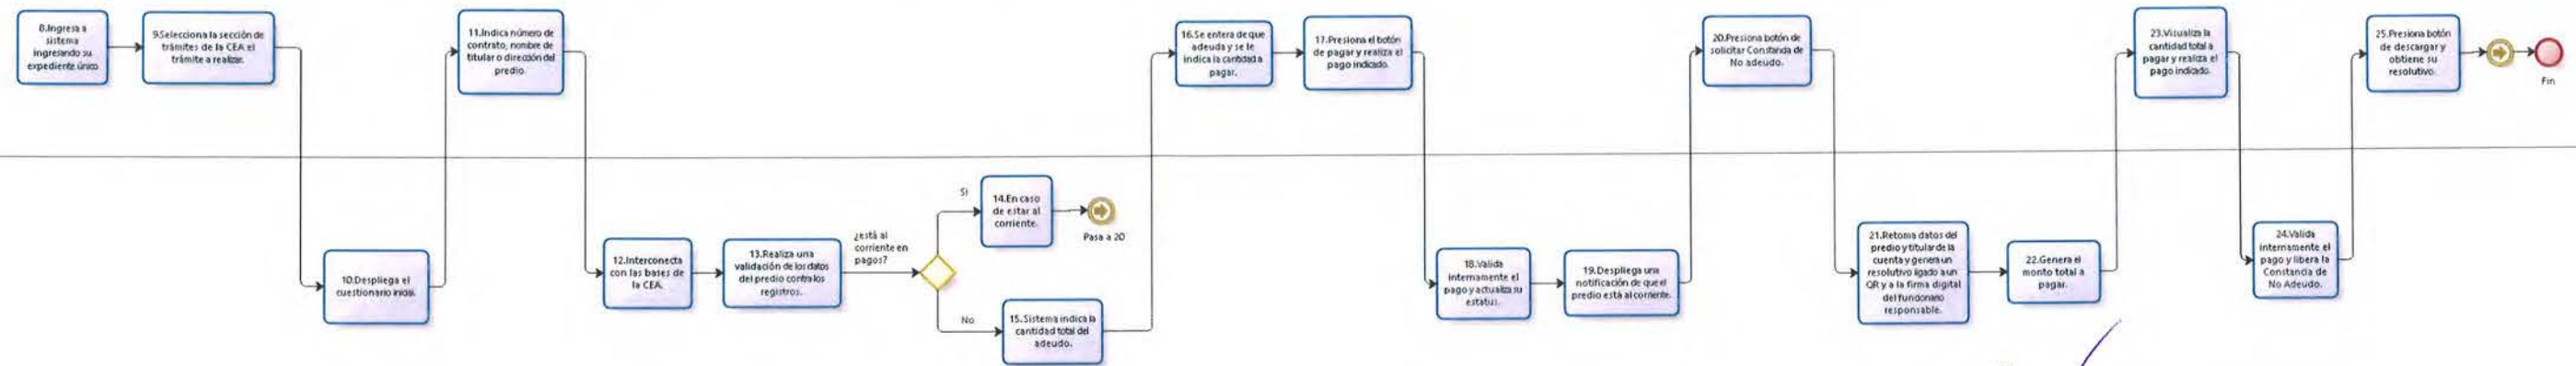 8.Ingresa a
sistema
ingresando su
expediente único
9.Selecciona la sección de
trámites de la CEA el
trámite a realizar.
10.Despliega el
cuestionario inicial.
11.Indica número de
contrato, nombre de
titular o dirección del
predio.
12.Interconecta
con las bases de
la CEA.
13.Realiza una
validación de los datos
del predio contra los
registros.
¿está al
corriente en
pagos?
Si
14.En caso
de estar al
corriente.
Pasa a 20
No
15.Sistema indica la
cantidad total del
adeudo.
16.Se entera de que
adeuda y se le
indica la cantidad a
pagar.
17.Presiona el botón
de pagar y realiza el
pago indicado.
18.Valida
internamente el
pago y actualiza su
estatus.
19.Despliega una
notificación de que el
predio está al corriente.
20.Presiona botón de
solicitar Constancia de
No adeudo.
21.Retoma datos del
predio y titular de la
cuenta y genera un
resolutivo ligado a un
QR y a la firma digital
del funcionario
responsable.
22.Genera el
monto total a
pagar.
23.Visualiza la
cantidad total a
pagar y realiza el
pago indicado.
24.Valida
internamente el
pago y libera la
Constancia de
No Adeudo.
25.Presiona botón
de descargar y
obtiene su
resolutivo.
Fin